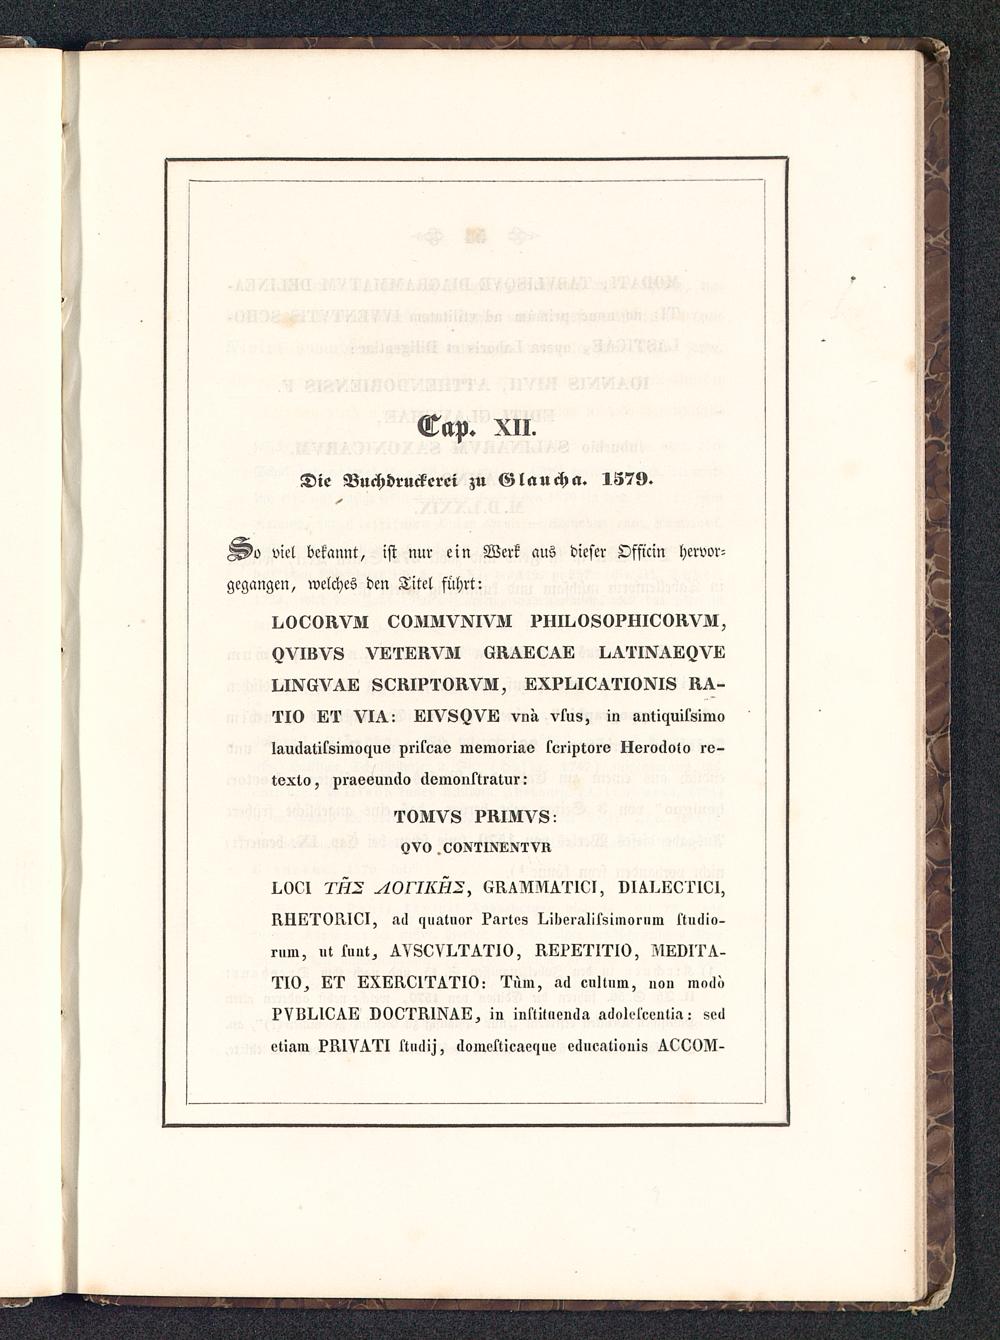 Cap. XII.
Die Buchdruckerei zu Glaucha. 1579.
So viel bekannt, ist nur ein Werk aus dieser Officin hervor-
gegangen, welches den Titel führt:
LOCORVM COMMVNIVM PHILOSOPHICORVM,
QVIBVS VETERVM GRAECAE LATINAEQVE
LINGVAE SCRIPTORVM, EXPLICATIONIS RA-
TIO ET VIA: EIVSQVE vnà vſus, in antiquiſsimo
laudatiſsimoque priſcae memoriae ſcriptore Herodoto re-
texto, praeeundo demonſtratur:
TOMVS PRIMVS:
QVO CONTINENTVR
LOCI ΤῆΣ ΛΟΓΙΚῆΣ, GRAMMATICI, DIALECTICI,
RHETORICI, ad quatuor Partes Liberaliſsimorum ſtudio-
rum, ut ſunt, AVSCVLTATIO, REPETITIO, MEDITA-
TIO, ET EXERCITATIO: Tùm, ad cultum, non modò
PVBLICAE DOCTRINAE, in inſtituenda adoleſcentia: sed
etiam PRIVATI ſtudij, domeſticaeque educationis ACCOM-